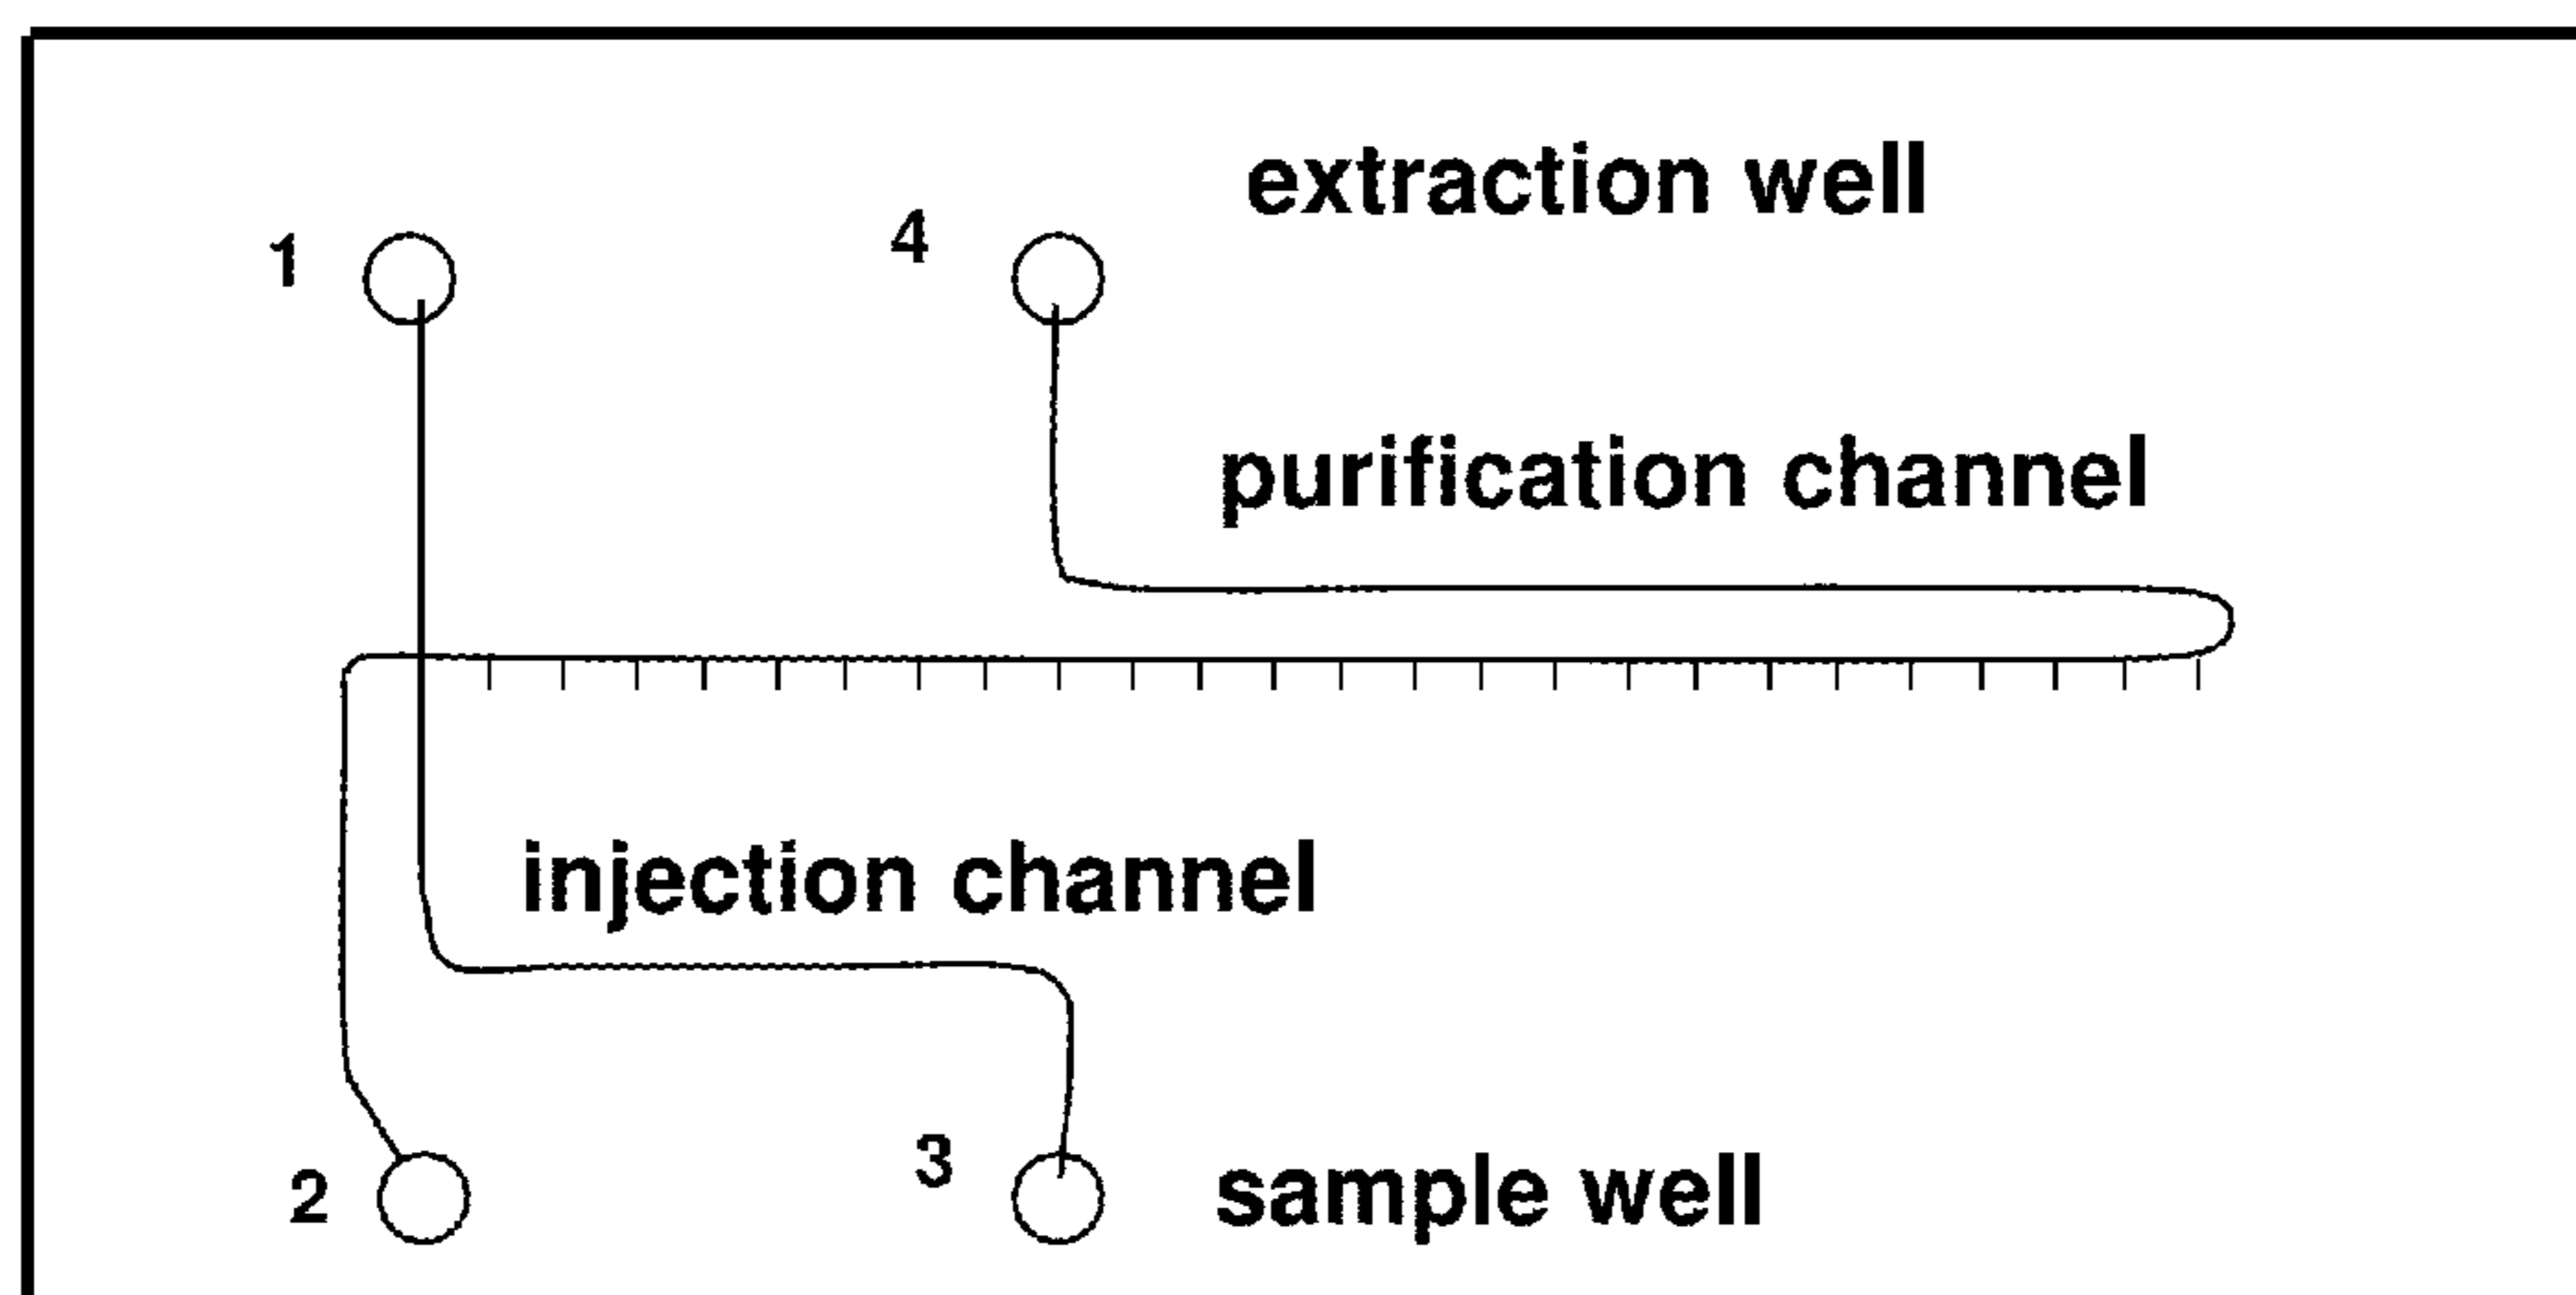 extraction well
1
4
purification channel
injection channel
2
3
sample well